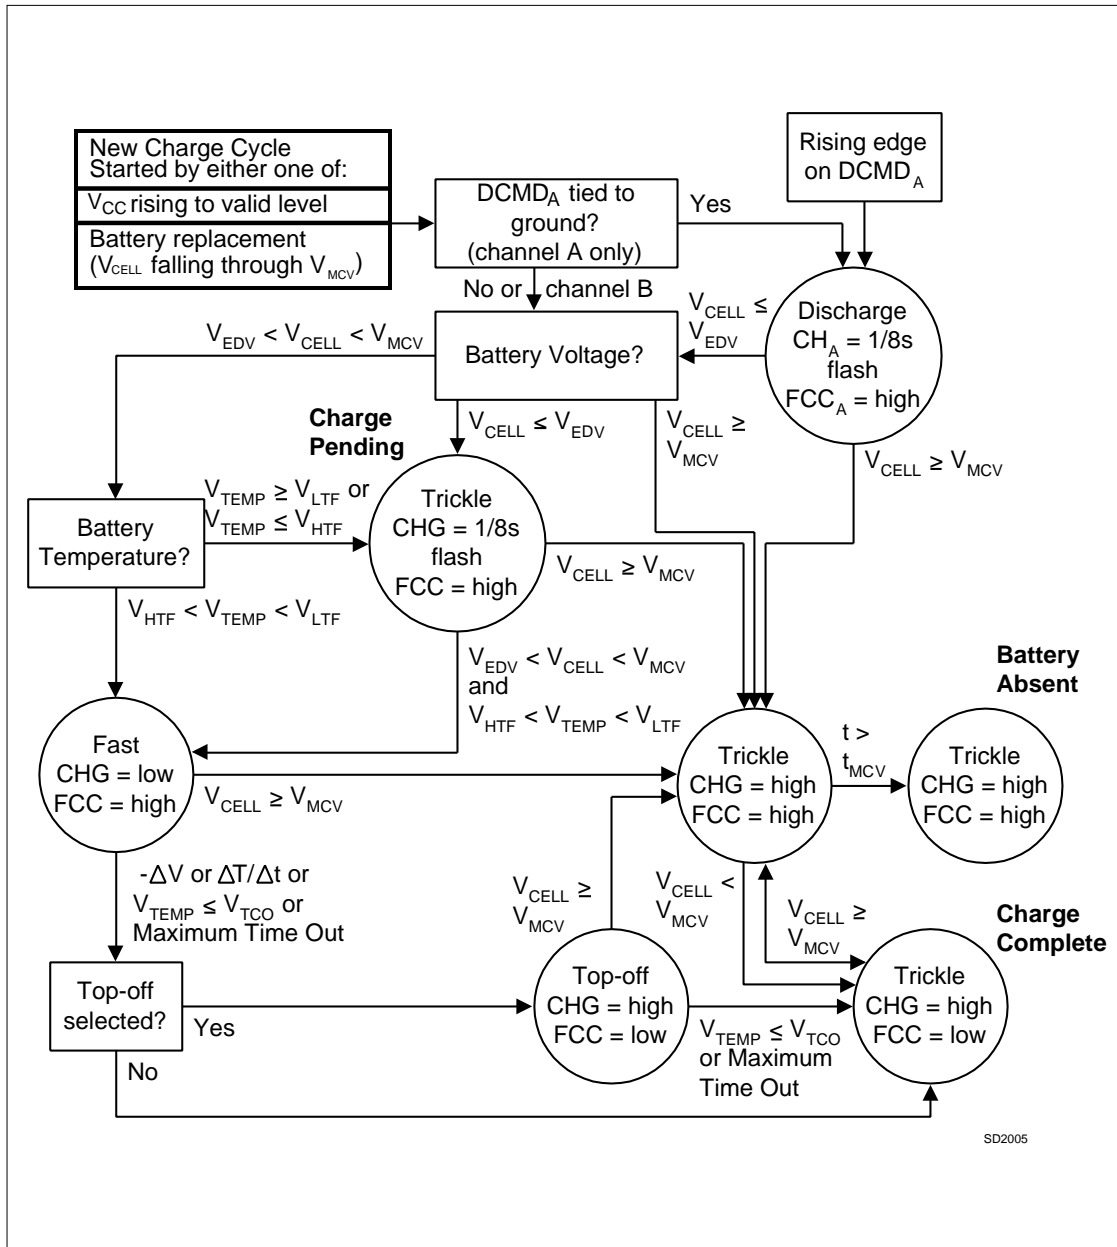 New Charge Cycle
Started by either one of:
VCC rising to valid level
Battery replacement
(VCELL falling through VMCV)
DCMDA tied to
ground?
(channel A only)
Yes
Rising edge
on DCMDA
No or channel B
VCELL ≤
VEDV
Discharge
CHA = 1/8s
flash
FCCA = high
VEDV < VCELL < VMCV
Battery Voltage?
Charge
Pending
VCELL ≤ VEDV
VCELL ≥
VMCV
VCELL ≥ VMCV
VTEMP ≥ VLTF or
VTEMP ≤ VHTF
Battery
Temperature?
Trickle
CHG = 1/8s
flash
FCC = high
VCELL ≥ VMCV
VHTF < VTEMP < VLTF
VEDV < VCELL < VMCV
and
VHTF < VTEMP < VLTF
Battery
Absent
Fast
CHG = low
FCC = high
VCELL ≥ VMCV
Trickle
CHG = high
FCC = high
t >
tMCV
Trickle
CHG = high
FCC = high
-ΔV or ΔT/Δt or
VTEMP ≤ VTCO or
Maximum Time Out
VCELL ≥
VMCV
VCELL <
VMCV
VCELL ≥
VMCV
Charge
Complete
Top-off
selected?
Yes
Top-off
CHG = high
FCC = low
VTEMP ≤ VTCO
or Maximum
Time Out
Trickle
CHG = high
FCC = low
No
SD2005